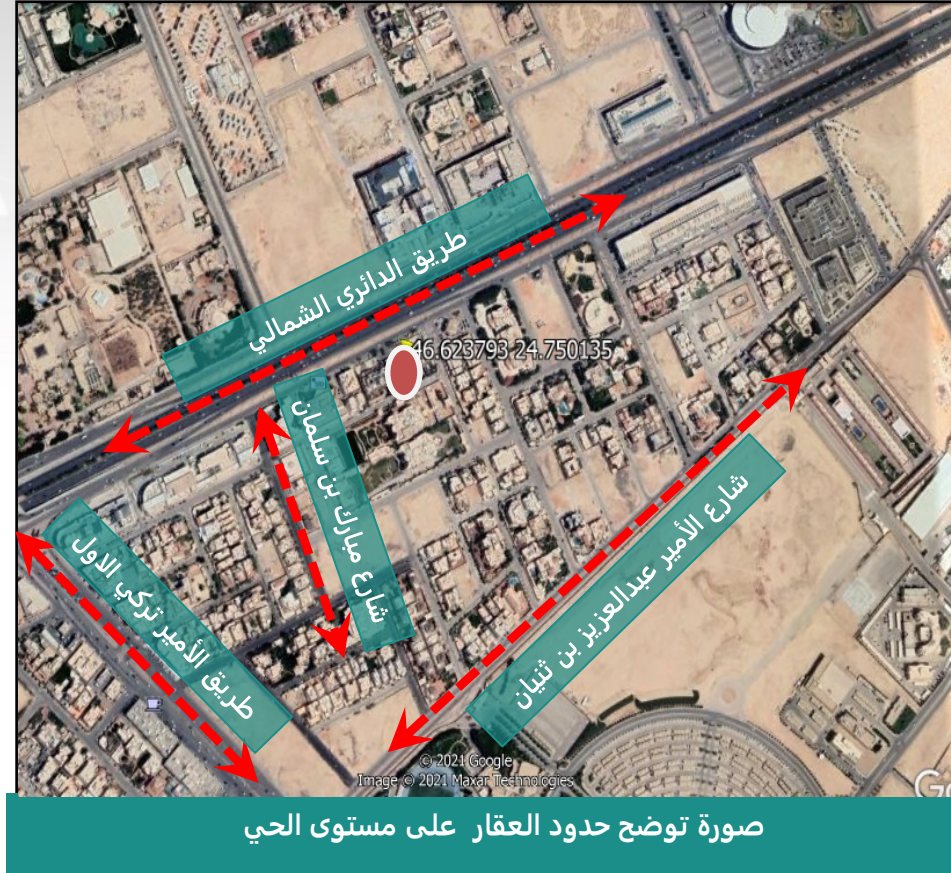 طريق الدائري الشمالي
46.623793 24.750135
شارع مبارك بن سلمان
شارع الأمير عبدالعزيز بن ثنيان
طريق الأمير تركي الاول
© 2021 Google
Image © 2021 Maxar Technologies
Go
صورة توضح حدود العقار على مستوى الحي